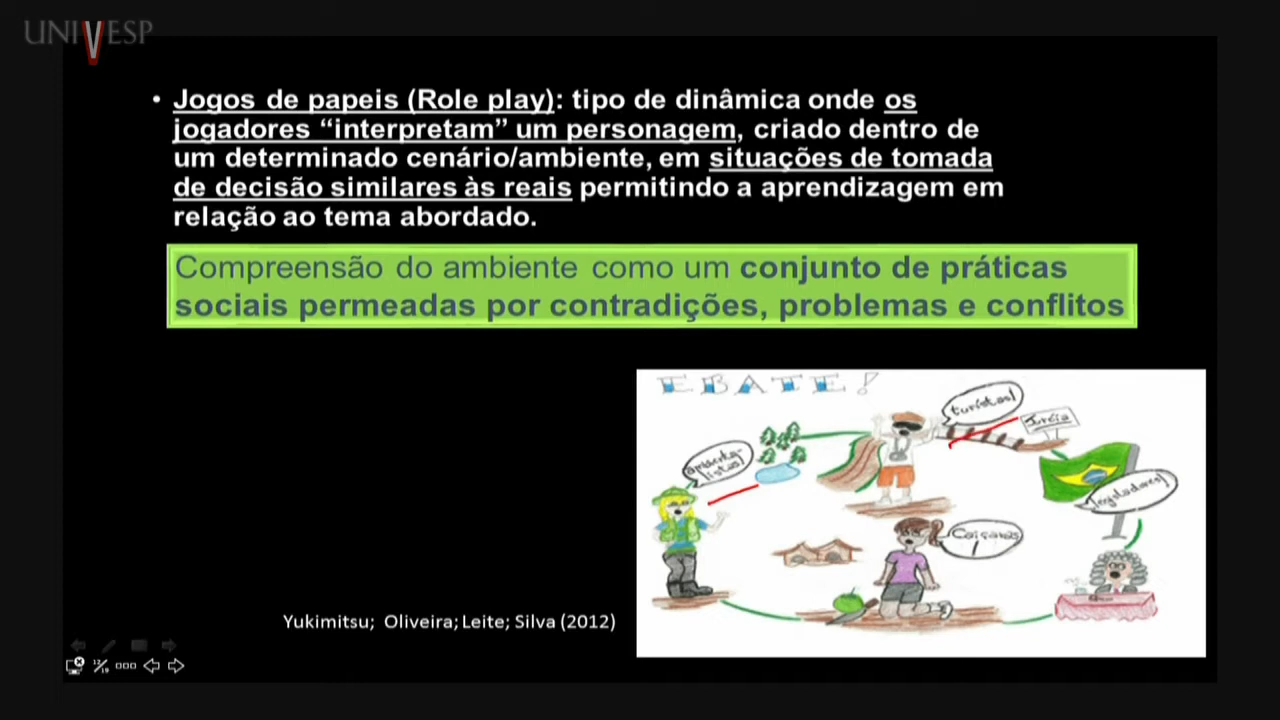 UNIVESP
• Jogos de papeis (Role play): tipo de dinâmica onde os
jogadores “interpretam” um personagem, criado dentro de
um determinado cenário/ambiente, em situações de tomada
de decisão similares às reais permitindo a aprendizagem em
relação ao tema abordado.
Compreensão do ambiente como um conjunto de práticas
sociais permeadas por contradições, problemas e conflitos
EBATE!
turistas!
Juréia
ambienta-
listas!
legisladores!
Caiçaras
!
Yukimitsu; Oliveira; Leite; Silva (2012)